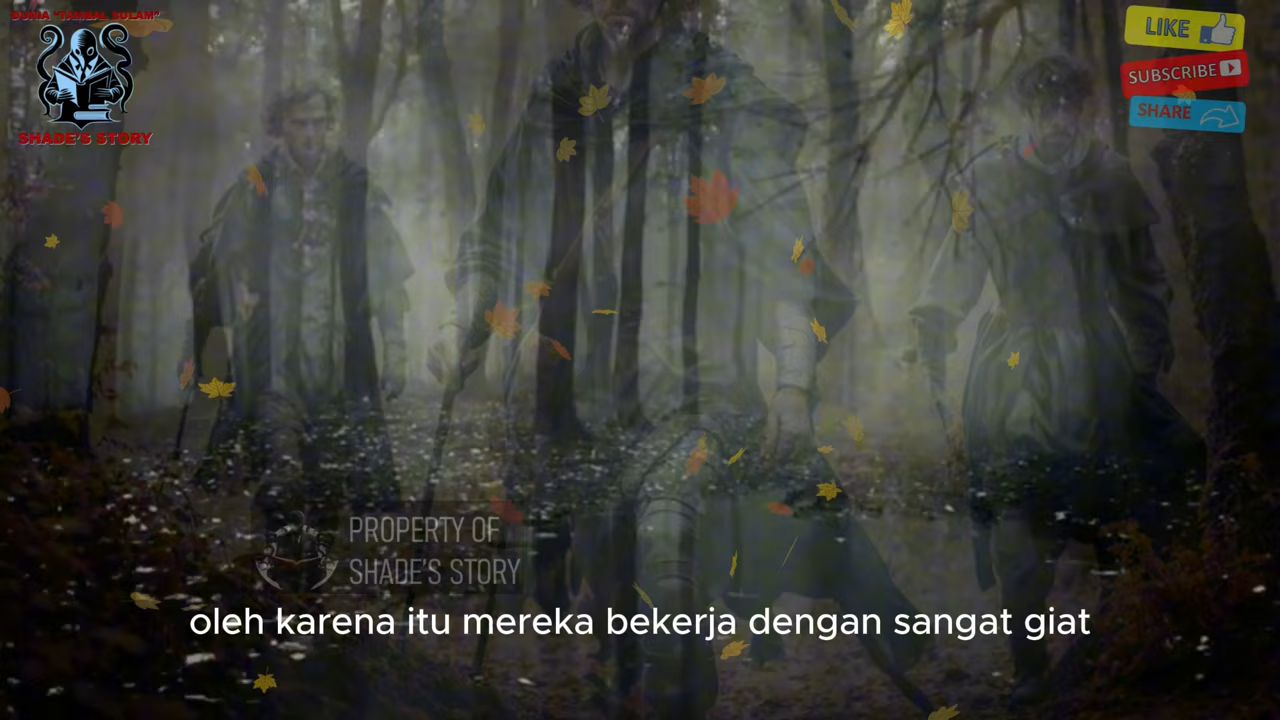 DUNIA "TAMBAL SULAM"
SHADE'S STORY
LIKE
SUBSCRIBE
SHARE
PROPERTY OF
SHADE'S STORY
oleh karena itu mereka bekerja dengan sangat giat